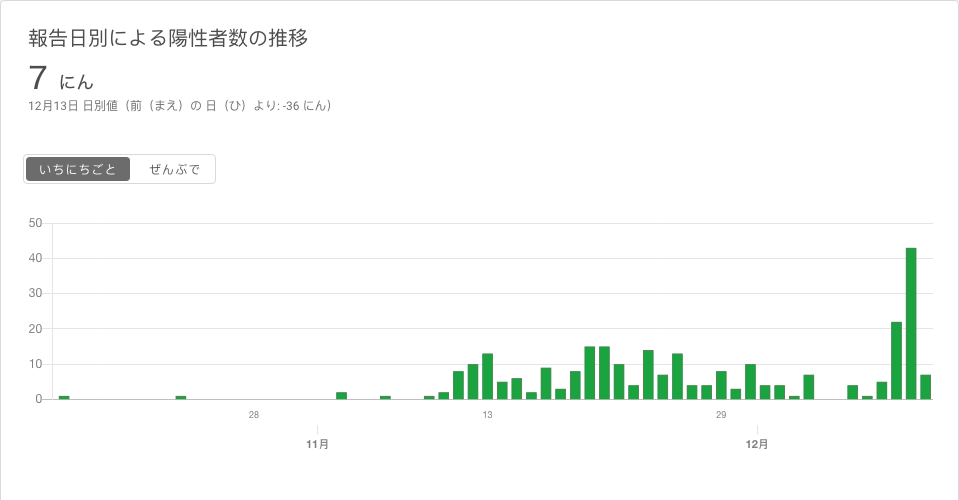 報告日別による陽性者数の推移
7 にん
12月13日 日別値（前（まえ）の 日（ひ）より: -36 にん）
いちにちごと ぜんぶで
50
40
30
20
10
0
28 13 29
11月 12月